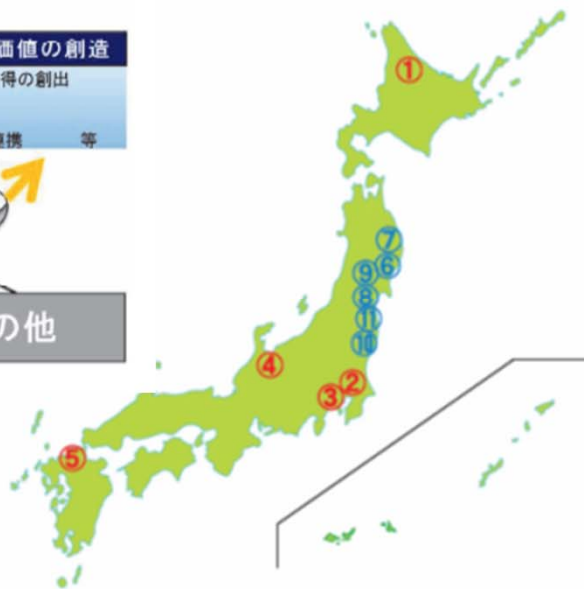 価値の創造
得の創出
連携 等
の他
①
⑦
⑥
⑨
⑧
⑪
⑩
④
②
③
⑤